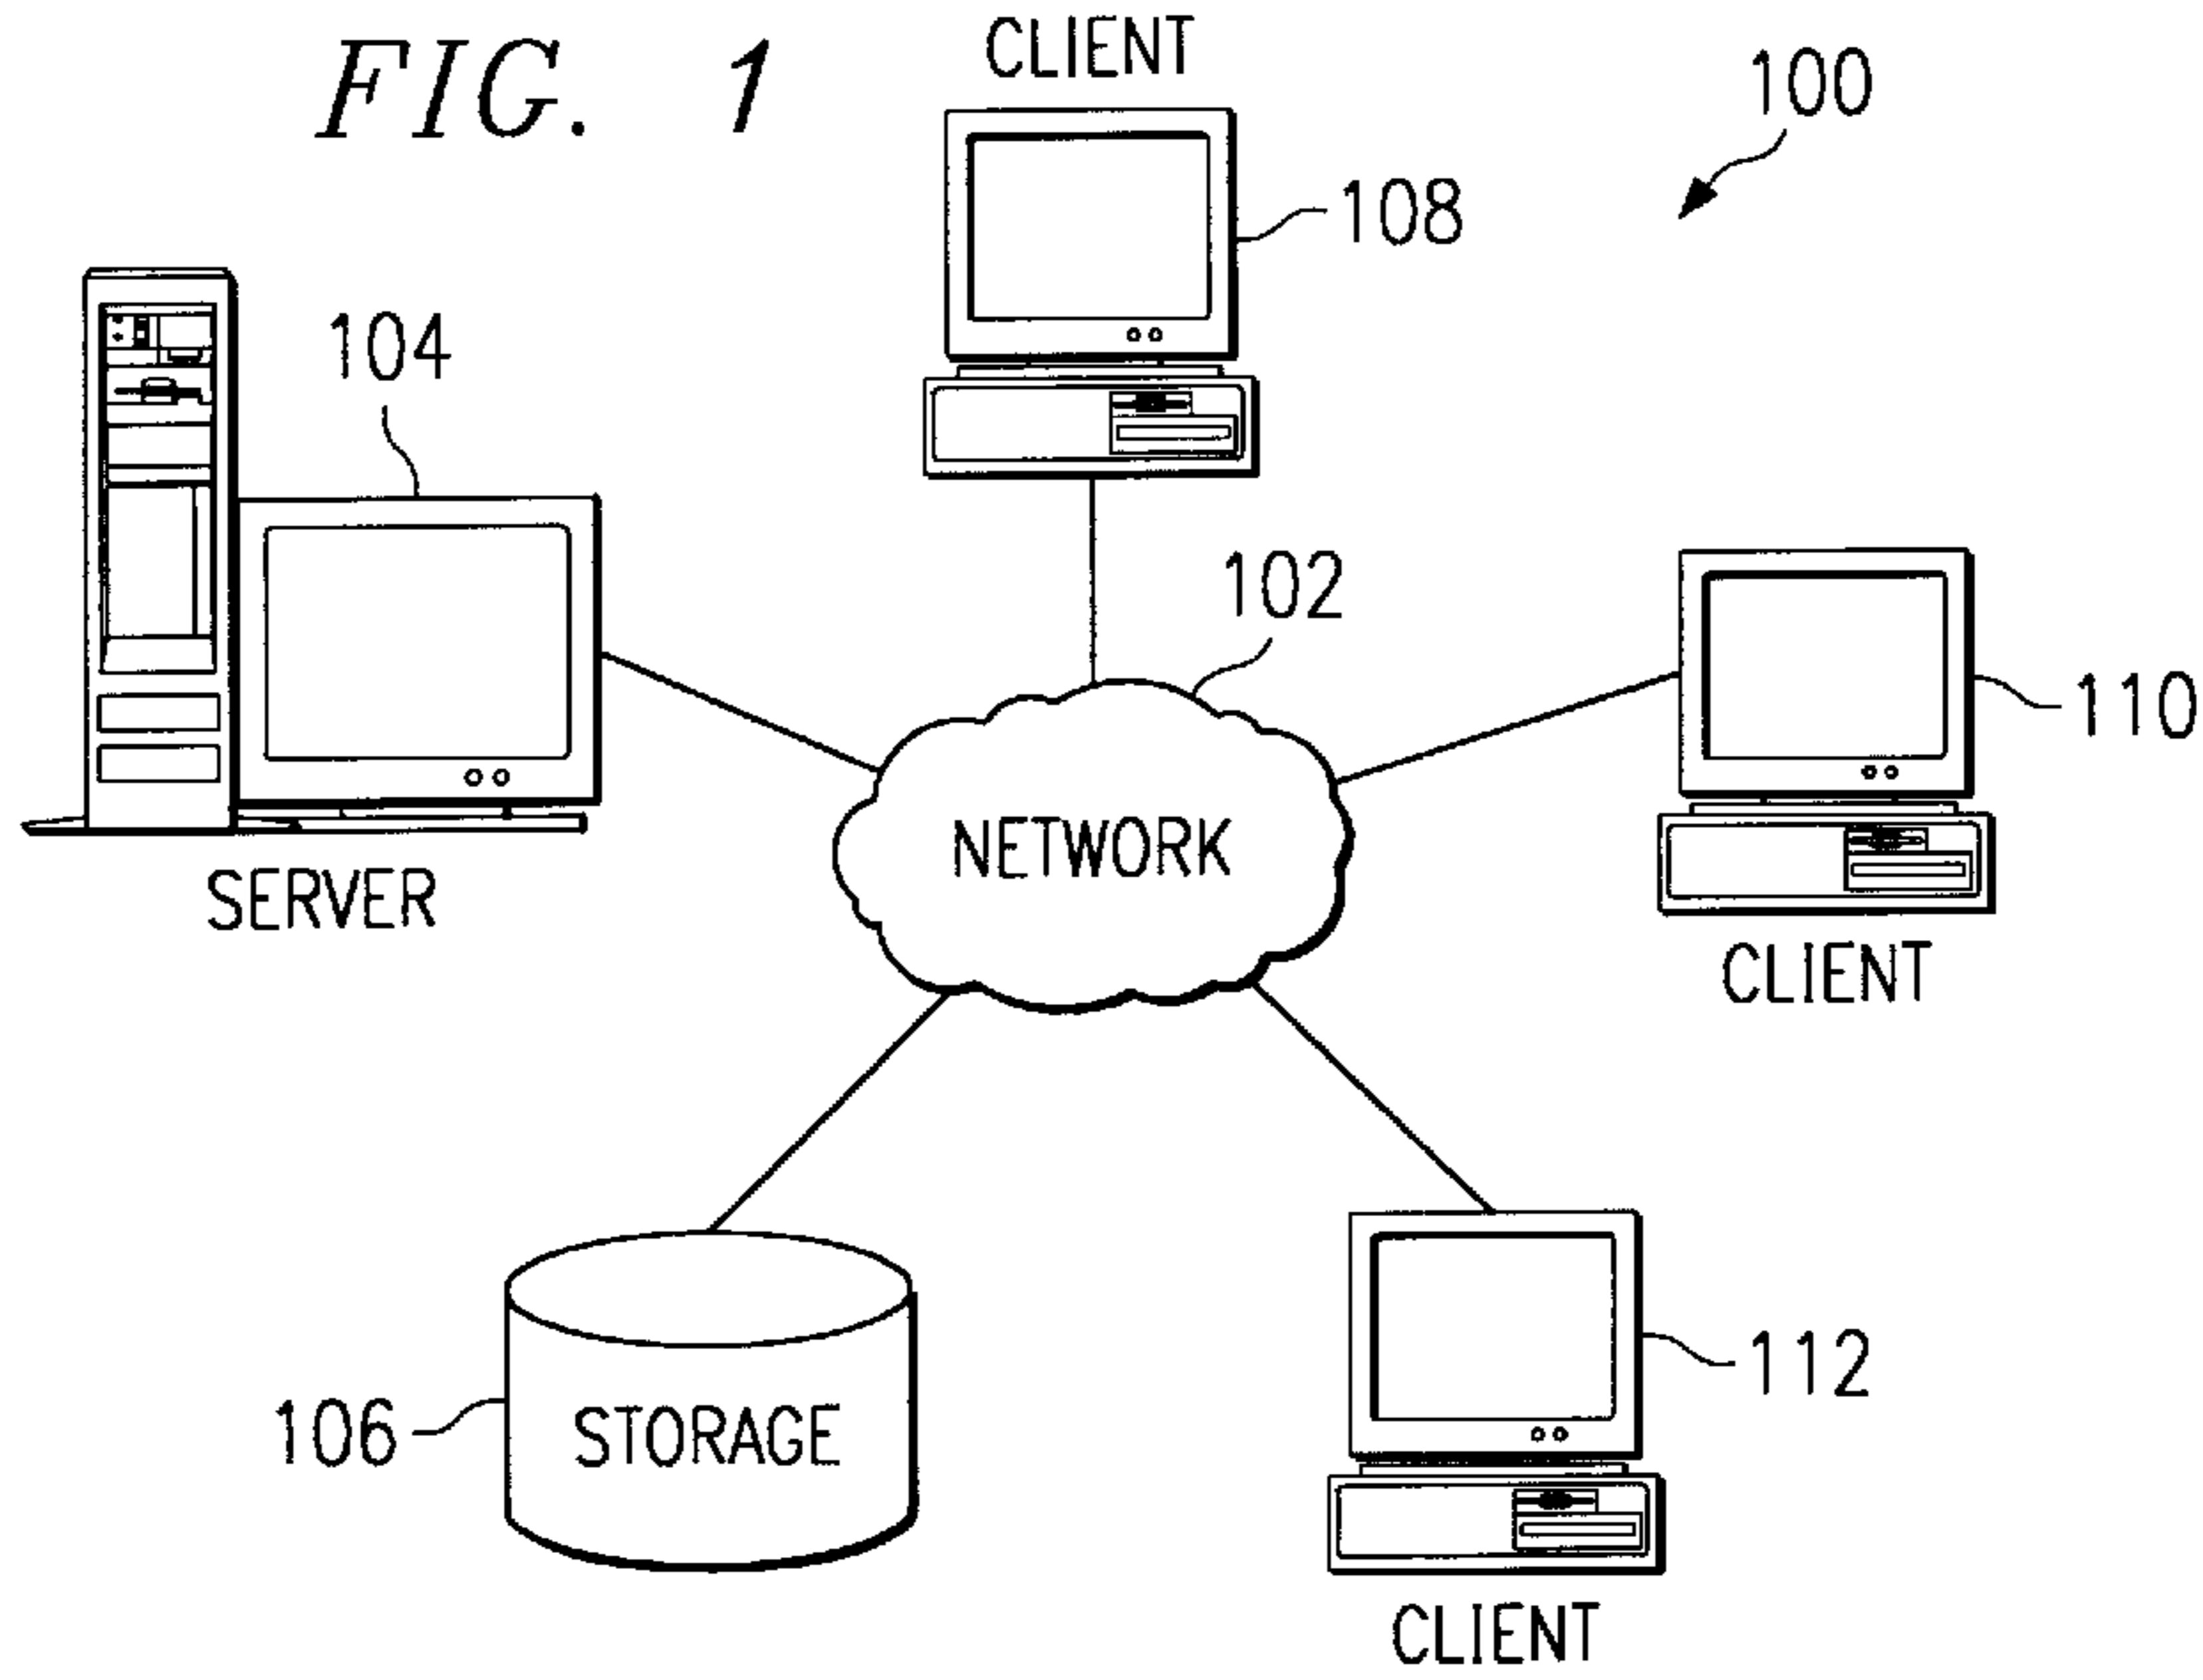 FIG. 1
CLIENT
100
108
104
102
110
NETWORK
SERVER
CLIENT
112
106
STORAGE
CLIENT